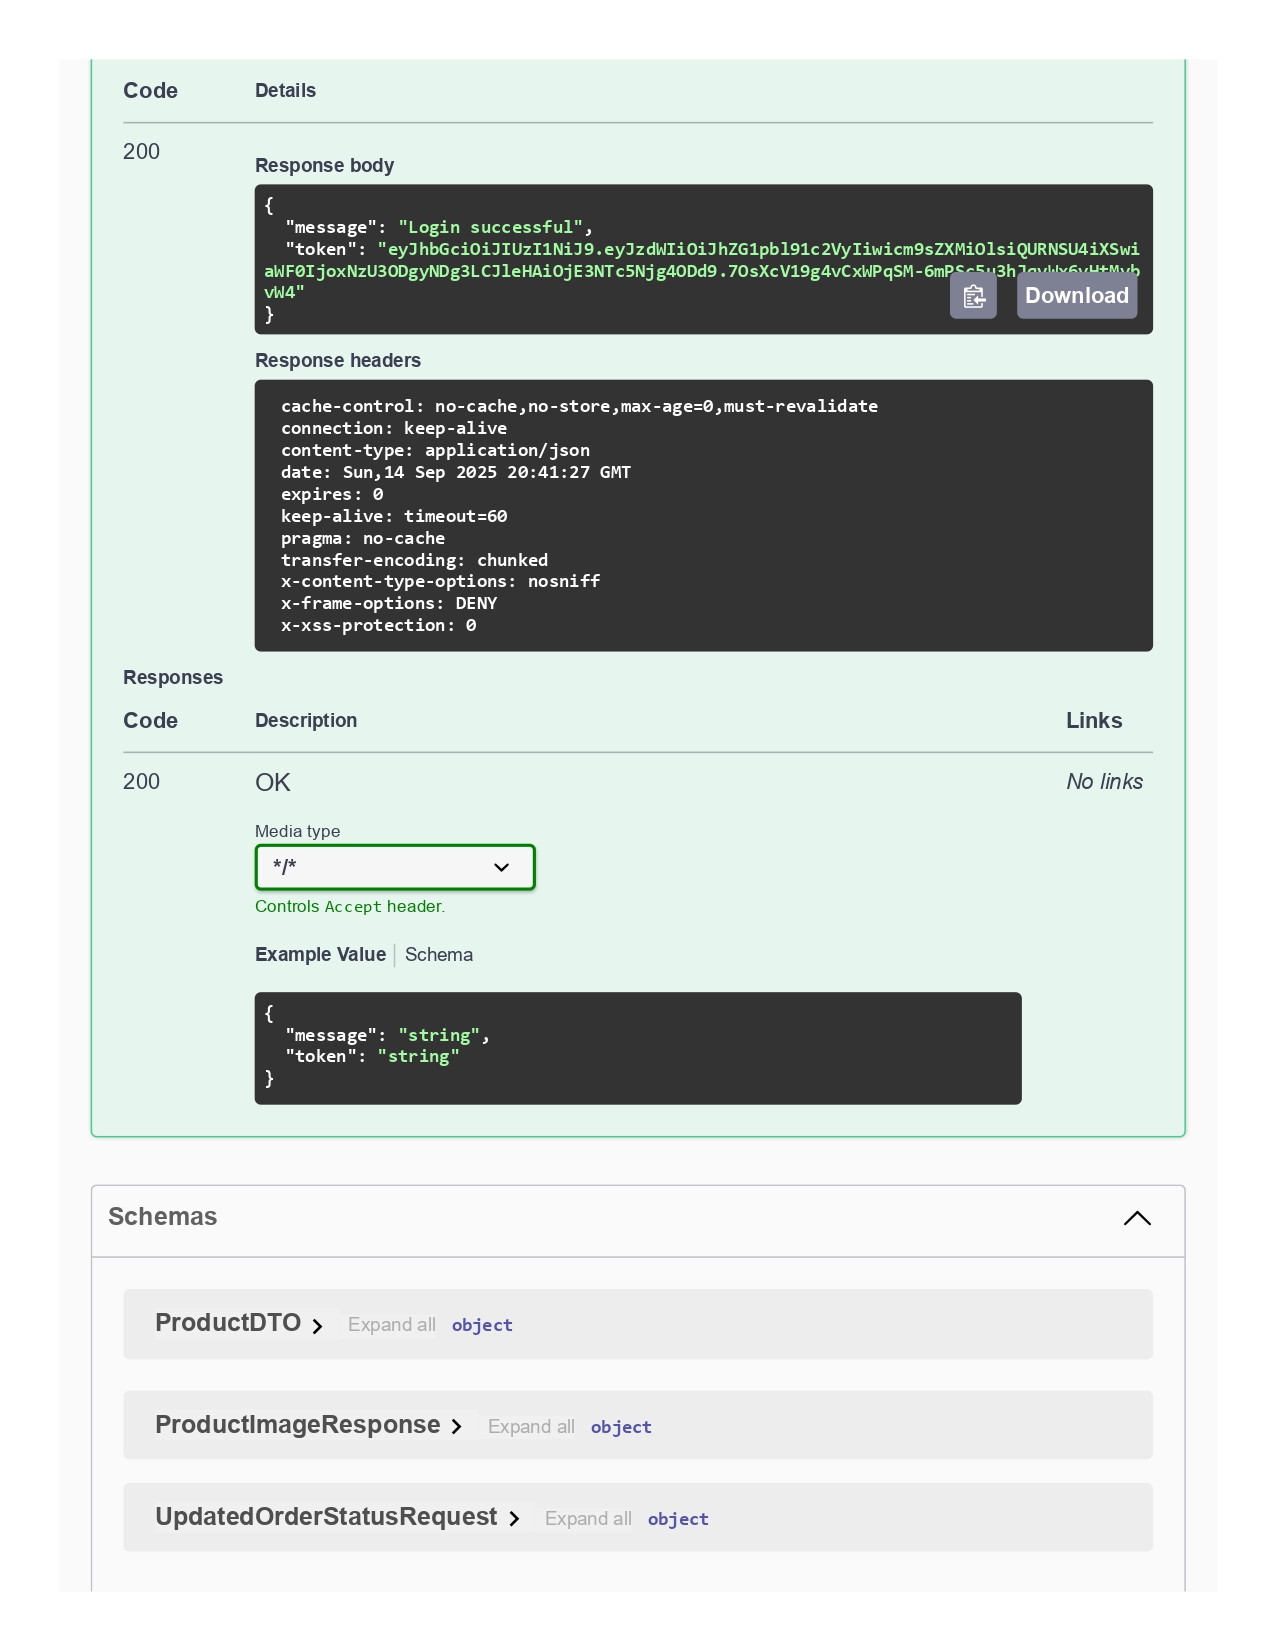 Code Details
200
Response body
{
"message": "Login successful",
"token": "eyJhbGciOiJIUzI1NiJ9.eyJzdWIiOiJhZG1pbl91c2VyIiwicm9sZXMiOlsiQURNSU4iXSwi
aWF0IjoxNzU3ODgyNDg3LCJleHAiOjE3NTc5Njg4ODd9.7OsXcV19g4vCxWPqSM-
vW4"
}
Download
Response headers
cache-control: no-cache,no-store,max-age=0,must-revalidate
connection: keep-alive
content-type: application/json
date: Sun,14 Sep 2025 20:41:27 GMT
expires: 0
keep-alive: timeout=60
pragma: no-cache
transfer-encoding: chunked
x-content-type-options: nosniff
x-frame-options: DENY
x-xss-protection: 0
Responses
Code Description Links
200 OK No links
Media type
*/*
Controls Accept header.
Example Value Schema
{
"message": "string",
"token": "string"
}
Schemas
ProductDTO Expand all object
ProductImageResponse Expand all object
UpdatedOrderStatusRequest Expand all object